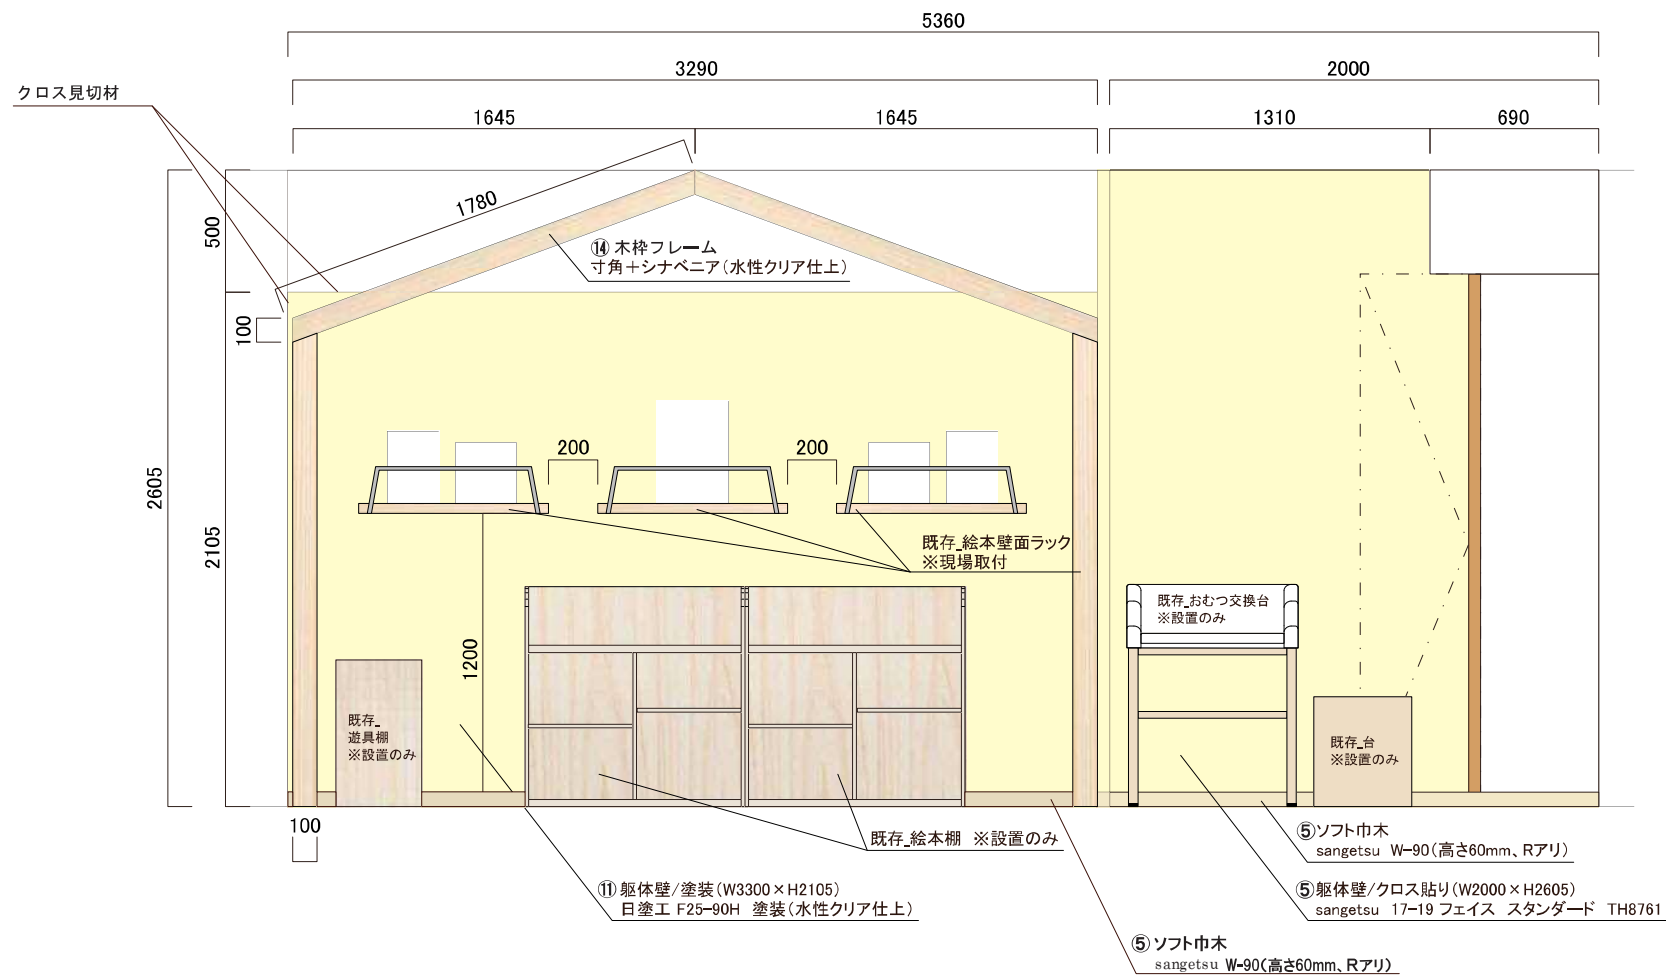 5360
3290
2000
クロス見切材
1645
1645
1310
690
1780
500
⑭ 木枠フレーム
寸角＋シナベニア（水性クリア仕上）
100
2605
2105
200
200
既存_絵本壁面ラック
※現場取付
1200
既存_おむつ交換台
※設置のみ
既存_
遊具棚
※設置のみ
既存_台
※設置のみ
100
既存_絵本棚 ※設置のみ
⑤ ソフト巾木
sangetsu W-90（高さ60mm、Rアリ）
⑪ 躯体壁/塗装（W3300×H2105）
日塗工 F25-90H 塗装（水性クリア仕上）
⑤ 躯体壁/クロス貼り（W2000×H2605）
sangetsu 17-19 フェイス スタンダード TH8761
⑤ ソフト巾木
sangetsu W-90（高さ60mm、Rアリ）